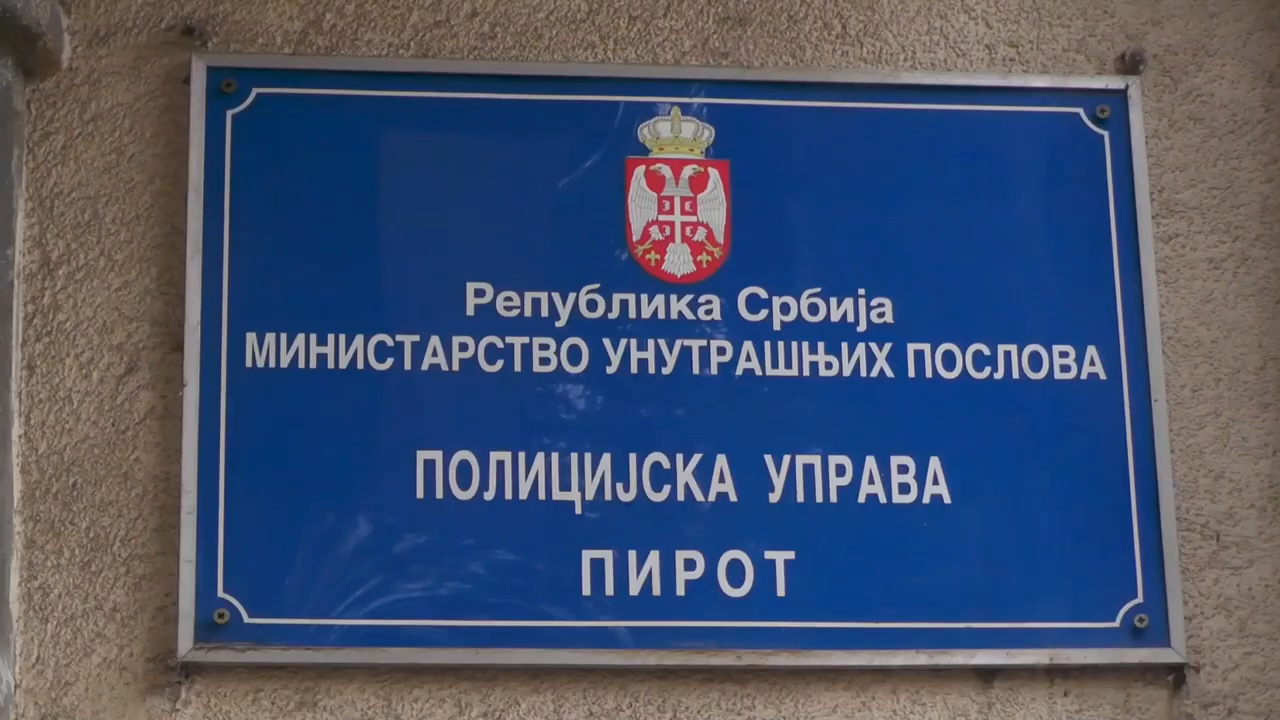 Република Србија
МИНИСТАРСТВО УНУТРАШЊИХ ПОСЛОВА
ПОЛИЦИЈСКА УПРАВА
ПИРОТ